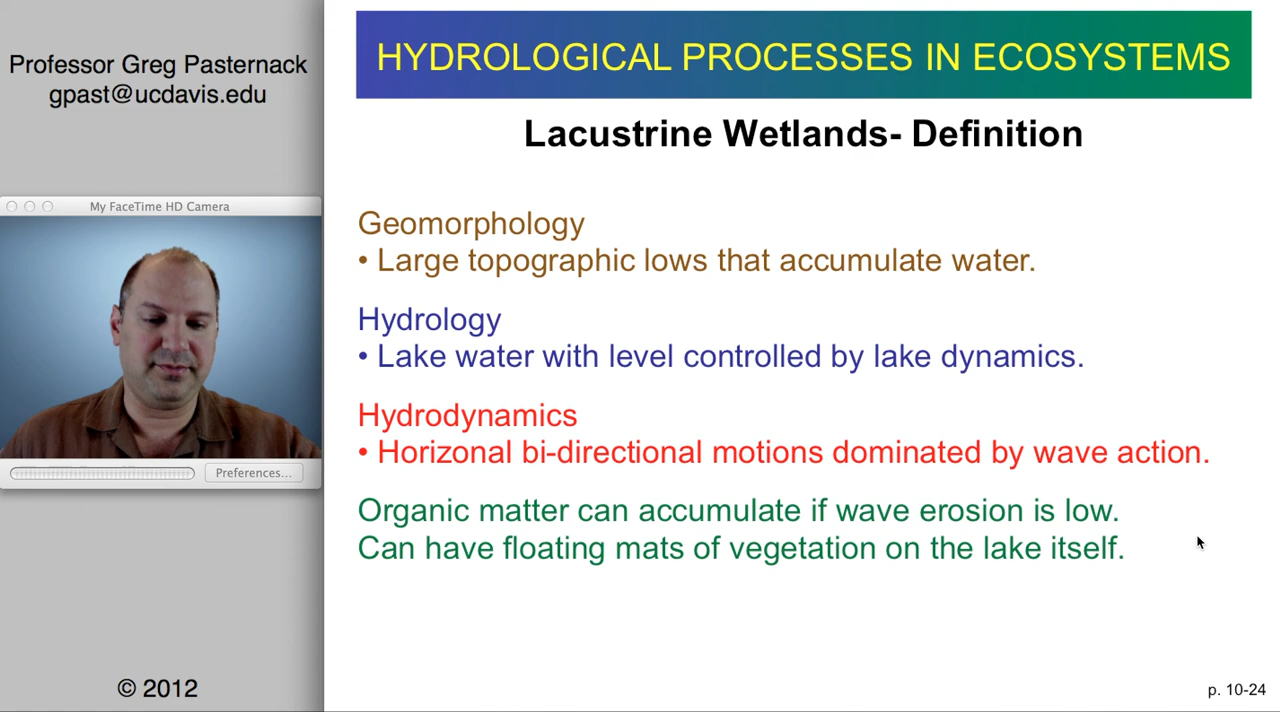 Professor Greg Pasternack
gpast@ucdavis.edu
My FaceTime HD Camera
Preferences...
© 2012
HYDROLOGICAL PROCESSES IN ECOSYSTEMS
Lacustrine Wetlands- Definition
Geomorphology
• Large topographic lows that accumulate water.
Hydrology
• Lake water with level controlled by lake dynamics.
Hydrodynamics
• Horizonal bi-directional motions dominated by wave action.
Organic matter can accumulate if wave erosion is low.
Can have floating mats of vegetation on the lake itself.
p. 10-24